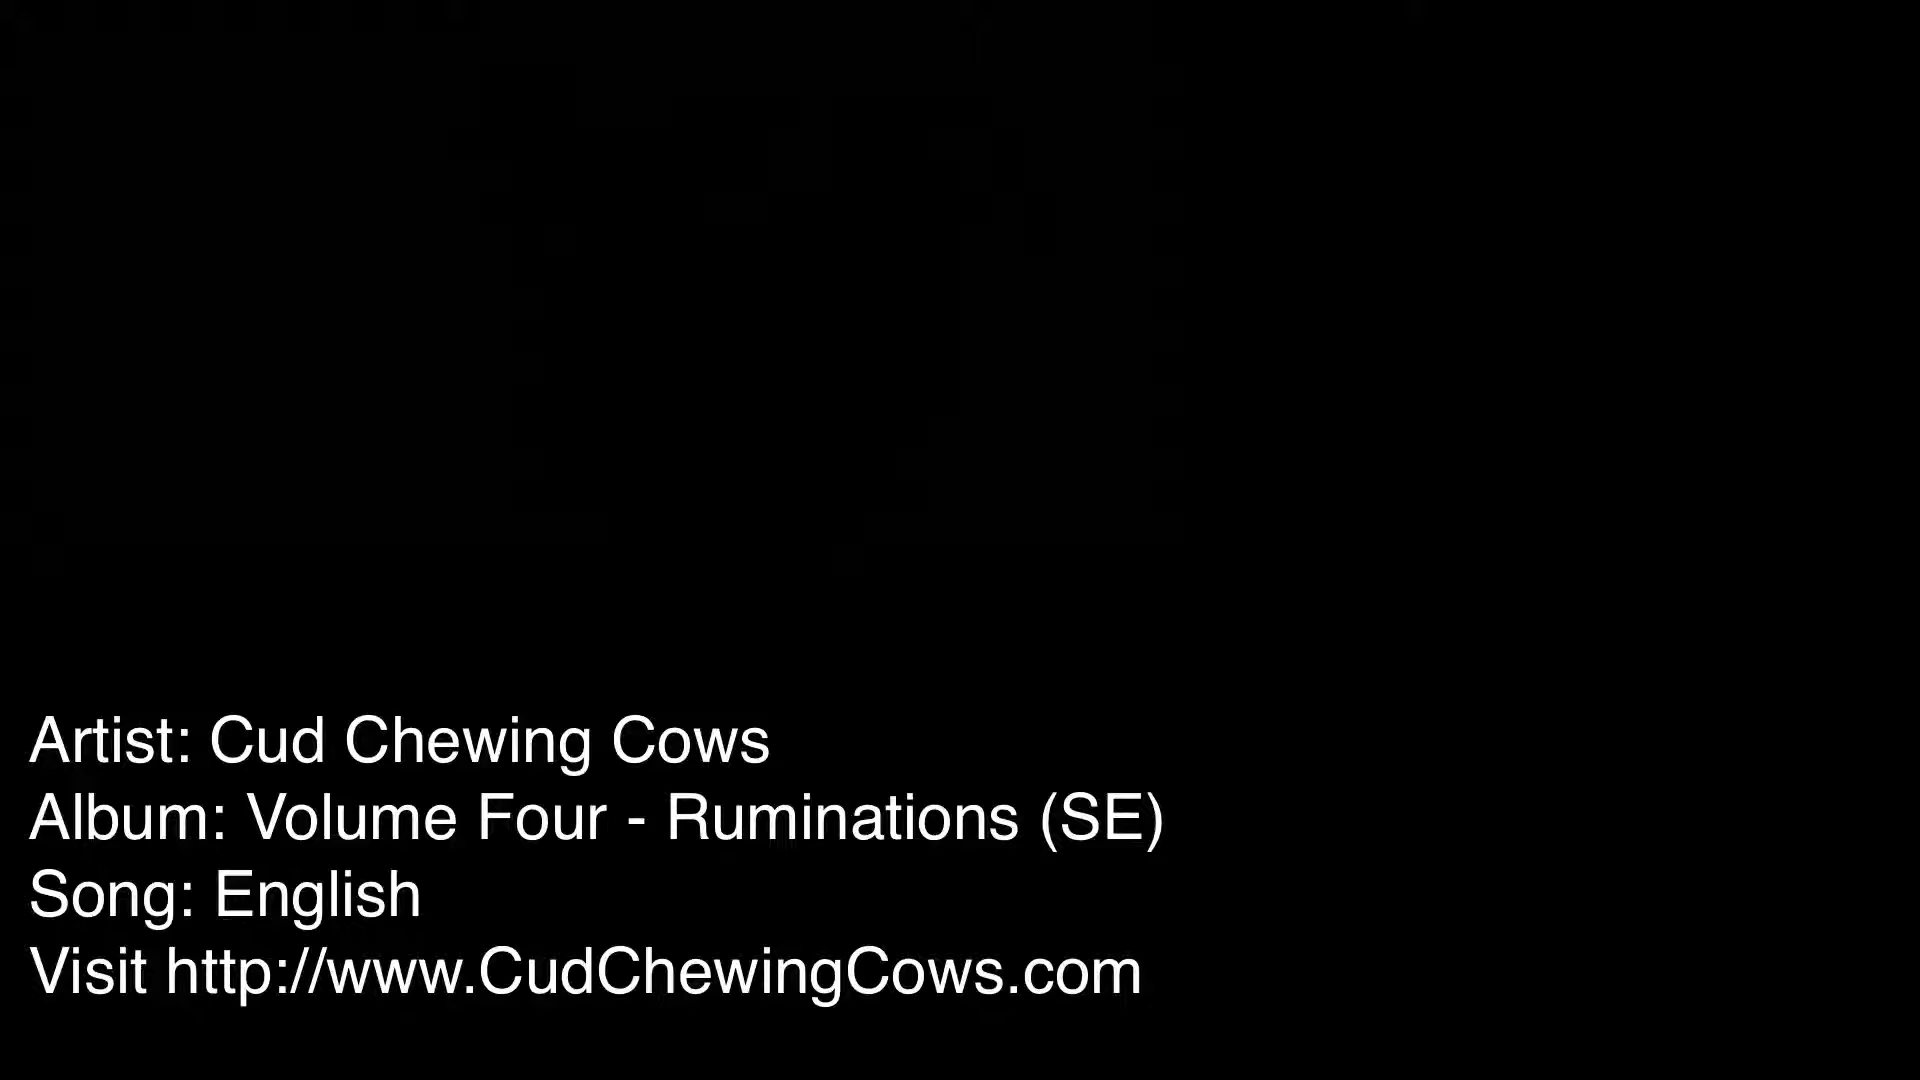 Artist: Cud Chewing Cows
Album: Volume Four - Ruminations (SE)
Song: English
Visit http://www.CudChewingCows.com